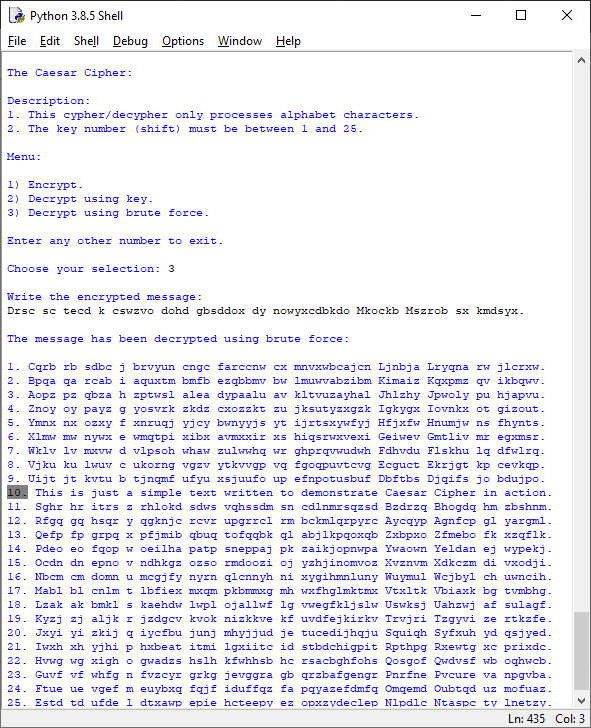 Python 3.8.5 Shell
File Edit Shell Debug Options Window Help
The Caesar Cipher:
Description:
1. This cypher/decypher only processes alphabet characters.
2. The key number (shift) must be between 1 and 25.
Menu:
1) Encrypt.
2) Decrypt using key.
3) Decrypt using brute force.
Enter any other number to exit.
Choose your selection: 3
Write the encrypted message:
Drsc sc tecd k cswzvo dohd gbsddox dy nowyxcdbkdo Mkockb Mszrob sx kmdsyx.
The message has been decrypted using brute force:
1. Cqrb rb sdbc j brvyun cngc farccnw cx mnvxwbcajcn Ljnbja Lryqna rw jlcrxw.
2. Bpqa qa rcab i aquxtm bmfb ezqbbmv bw lmuwvabzibm Kimaiz Kqxpmz qv ikbqwv.
3. Aopz pz qbza h zptwsl alea dypaalu av kltvuzayhal Jhlzhy Jpwoly pu hjapvu.
4. Znoy oy payz g yosvrk zkdz cxozzkt zu jksutyzxgzk Igkygx Iovnkx ot gizout.
5. Ymnx nx ozxy f xnruqj yjcy bwnyyjs yt ijrtsxywfyj Hfjxfw Hnumjw ns fhynts.
6. Xlmw mw nywx e wmqtpi xibx avmxxir xs hiqsrwxvexi Geiwev Gmtliv mr egxmsr.
7. Wklv lv mxvw d vlpsoh whaw zulwwhq wr ghprqvwudwh Fdhvdu Flskhu lq dfwlrq.
8. Vjku ku lwuv c ukorng vgzv ytkvvgp vq fgoqpuvtcvg Ecguct Ekrjgt kp cevkqp.
9. Uijt jt kvtu b tjnqmf ufyu xsjuufo up efnpotusbuf Dbftbs Djqifs jo bdujpo.
10. This is just a simple text written to demonstrate Caesar Cipher in action.
11. Sghr hr itrs z rhlokd sdws vqhssdm sn cdlnmrsqzsd Bzdrzq Bhogdq hm zbshnm.
12. Rfgq gq hsqr y qgknjc rcvr upgrrcl rm bckmlqrpyrc Aycqyp Agnfcp gl yargml.
13. Qefp fp grpq x pfjmib qbuq tofqqbk ql abjlkpqoxqb Zxbpxo Zfmebo fk xzqflk.
14. Pdeo eo fqop w oeilha patp sneppaj pk zaikjopnwpa Ywaown Yeldan ej wypekj.
15. Ocdn dn epno v ndhkgz ozso rmdoozi oj yzhjinomvoz Xvznvm Xdkczm di vxodji.
16. Nbcm cm domn u mcgjfy nyrn qlcnnyh ni xygihmnluny Wuymul Wcjbyl ch uwncih.
17. Mabl bl cnlm t lbfiex mxqm pkbmmxg mh wxfhglmktmx Vtxltk Vbiaxk bg tvmbhg.
18. Lzak ak bmkl s kaehdw lwpl ojallwf lg vwegfkljslw Uswksj Uahzwj af sulagf.
19. Kyzj zj aljk r jzdgcv kvok nizkkve kf uvdfejkirkv Trvjri Tzgyvi ze rtkzfe.
20. Jxyi yi zkij q iycfbu junj mhyjjud je tucedijhqju Squiqh Syfxuh yd qsjyed.
21. Iwxh xh yjhi p hxbeat itmi lgxiitc id stbdchigpit Rpthpg Rxewtg xc prixdc.
22. Hvwg wg xigh o gwadzs hslh kfwhhsb hc rsacbghfohs Qosgof Qwdvsf wb oqhwcb.
23. Guvf vf whfg n fvzcyr grkg jevggra gb qrzbafgengr Pnrfne Pvcure va npgvba.
24. Ftue ue vgef m euybxq fqjf iduffqz fa pqyazefdmfq Omqemd Oubtqd uz mofuaz.
25. Estd td ufde l dtxawp epie hcteepy ez opxzydeclep Nlpdlc Ntaspc ty lnetzy.
Ln: 435 Col: 3